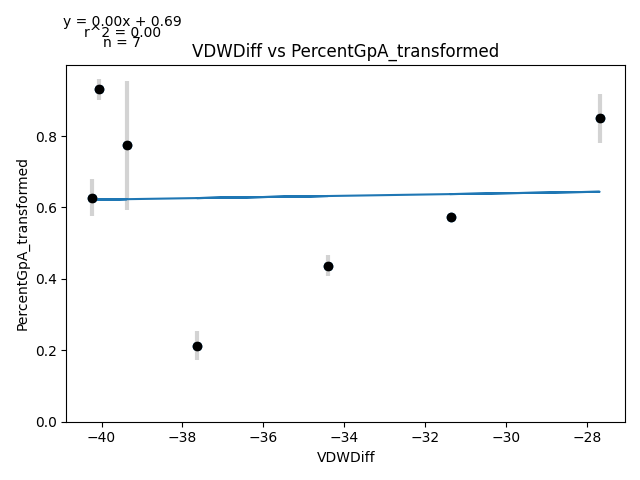 y = 0.00x + 0.69
r^2 = 0.00
n = 7
VDWDiff vs PercentGpA_transformed
PercentGpA_transformed
0.8
0.6
0.4
0.2
0.0
−40
−38
−36
−34
−32
−30
−28
VDWDiff